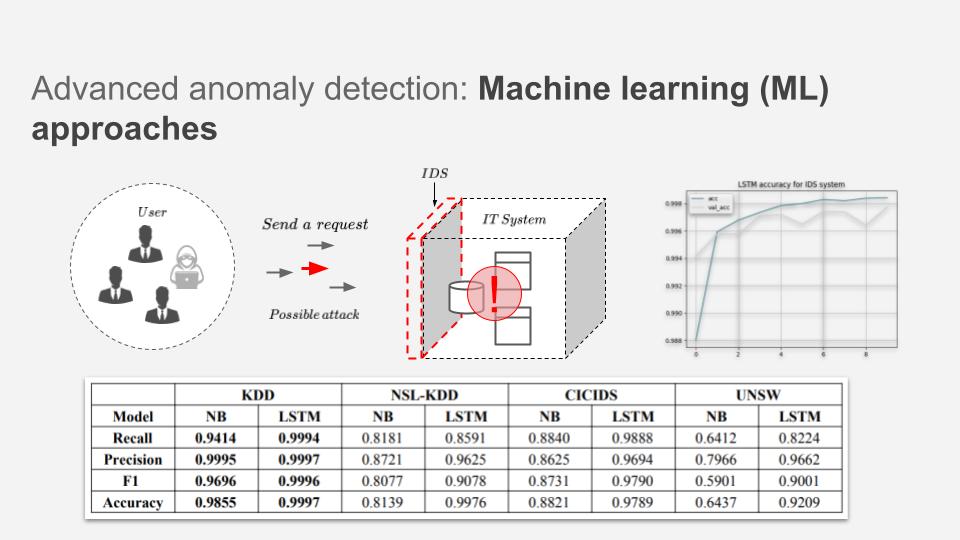 Advanced anomaly detection: Machine learning (ML)
approaches
User
Send a request
Possible attack
IDS
IT System
LSTM accuracy for IDS system
acc
val_acc
0.998
0.996
0.994
0.992
0.990
0.988
0 2 4 6 8
KDD NSL-KDD CICIDS UNSW
Model NB LSTM NB LSTM NB LSTM NB LSTM
Recall 0.9414 0.9994 0.8181 0.8591 0.8840 0.9888 0.6412 0.8224
Precision 0.9995 0.9997 0.8721 0.9625 0.8625 0.9694 0.7966 0.9662
F1 0.9696 0.9996 0.8077 0.9078 0.8731 0.9790 0.5901 0.9001
Accuracy 0.9855 0.9997 0.8139 0.9976 0.8821 0.9789 0.6437 0.9209
!